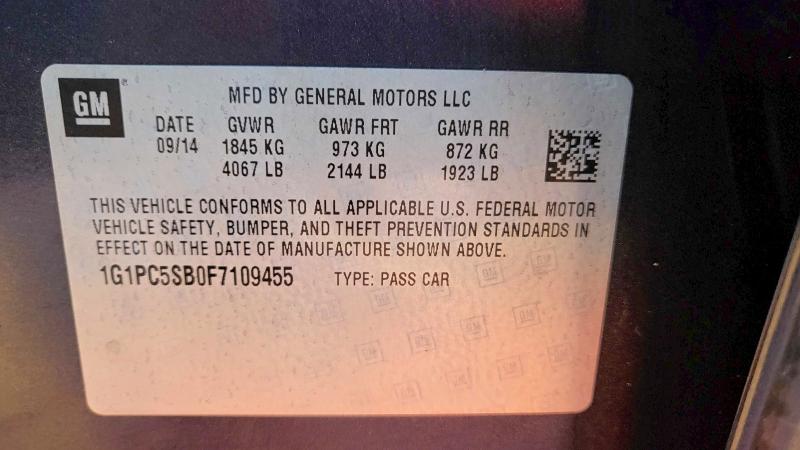 GM
MFD BY GENERAL MOTORS LLC
DATE GVWR GAWR FRT GAWR RR
09/14 1845 KG 973 KG 872 KG
4067 LB 2144 LB 1923 LB
THIS VEHICLE CONFORMS TO ALL APPLICABLE U.S. FEDERAL MOTOR
VEHICLE SAFETY, BUMPER, AND THEFT PREVENTION STANDARDS IN
EFFECT ON THE DATE OF MANUFACTURE SHOWN ABOVE.
1G1PC5SB0F7109455 TYPE: PASS CAR